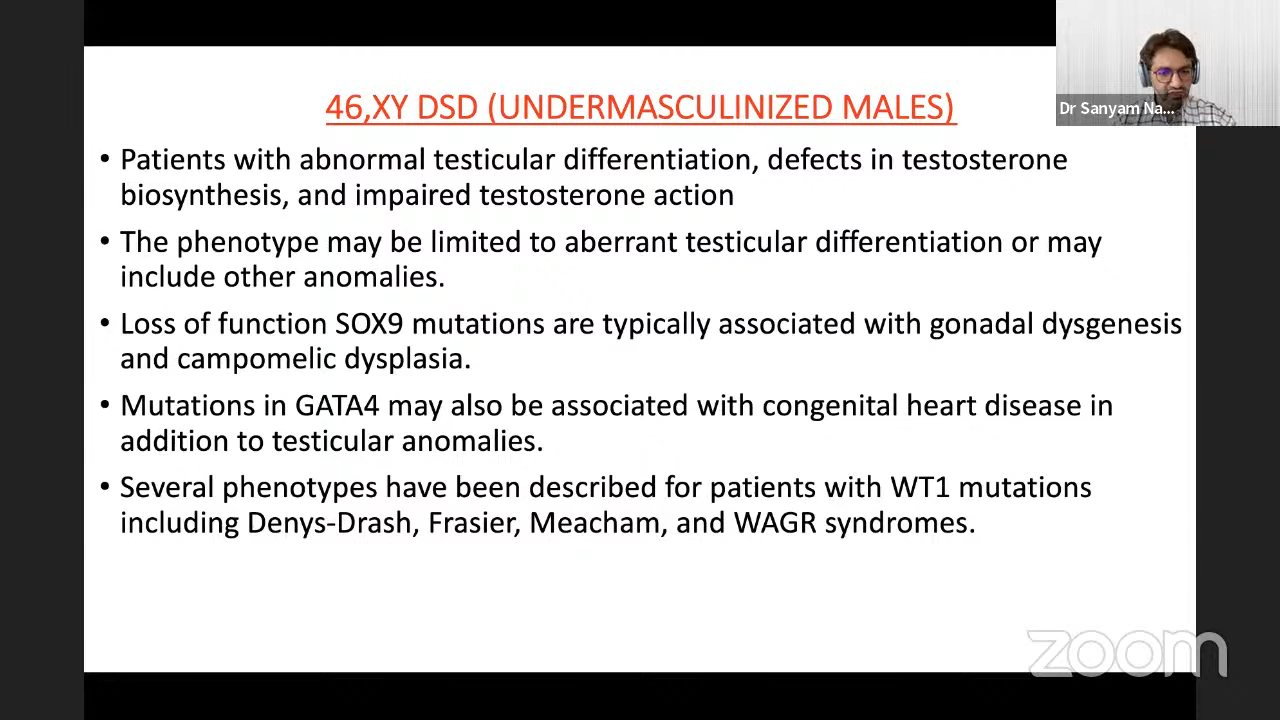 46,XY DSD (UNDERMASCULINIZED MALES)
Dr Sanyam Na...
• Patients with abnormal testicular differentiation, defects in testosterone
biosynthesis, and impaired testosterone action
• The phenotype may be limited to aberrant testicular differentiation or may
include other anomalies.
• Loss of function SOX9 mutations are typically associated with gonadal dysgenesis
and campomelic dysplasia.
• Mutations in GATA4 may also be associated with congenital heart disease in
addition to testicular anomalies.
• Several phenotypes have been described for patients with WT1 mutations
including Denys-Drash, Frasier, Meacham, and WAGR syndromes.
zoom